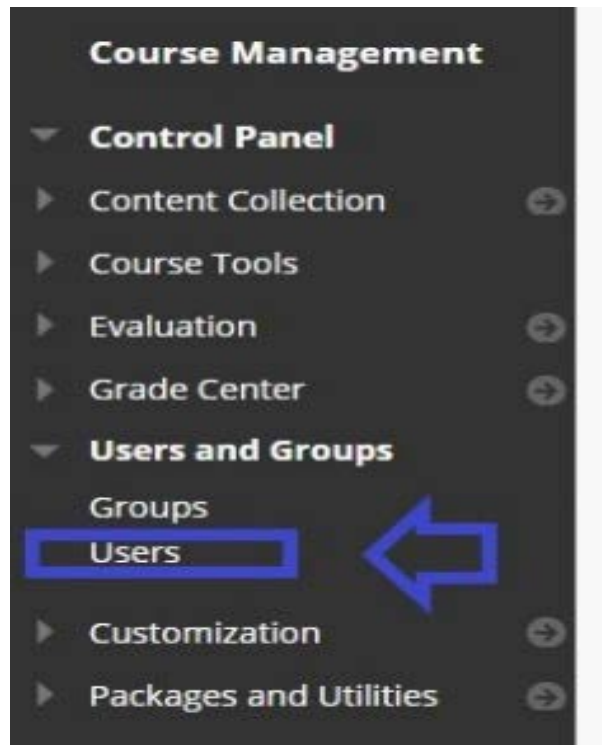 Course Management
Control Panel
Content Collection
Course Tools
Evaluation
Grade Center
Users and Groups
Groups
Users
Customization
Packages and Utilities